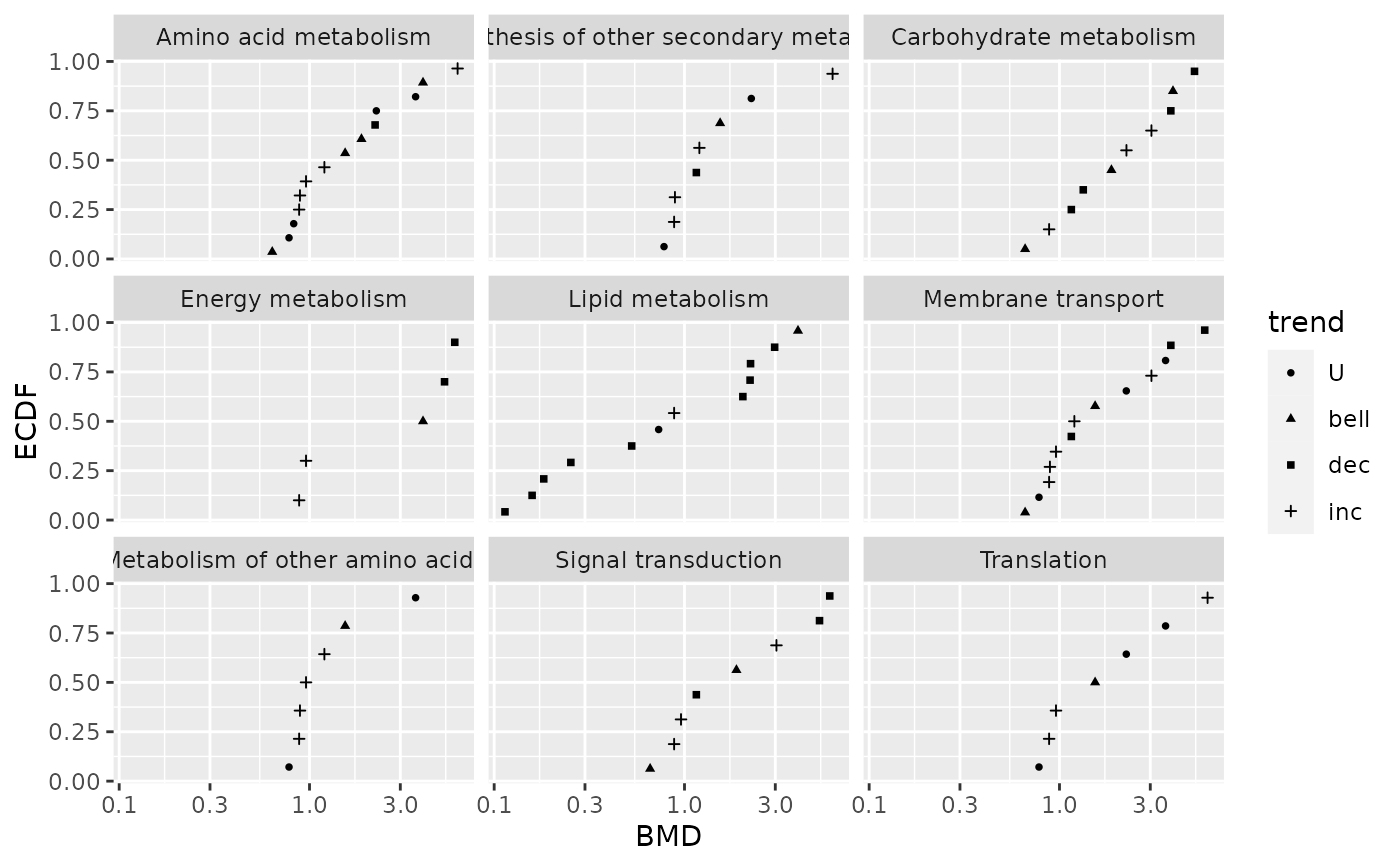 Amino acid metabolism
thesis of other secondary meta
Carbohydrate metabolism
1.00
0.75
0.50
0.25
0.00
Energy metabolism
Lipid metabolism
Membrane transport
1.00
0.75
0.50
0.25
0.00
Metabolism of other amino acid
Signal transduction
Translation
1.00
0.75
0.50
0.25
0.00
0.1 0.3 1.0 3.0
0.1 0.3 1.0 3.0
0.1 0.3 1.0 3.0
BMD
ECDF
trend
U
bell
dec
inc